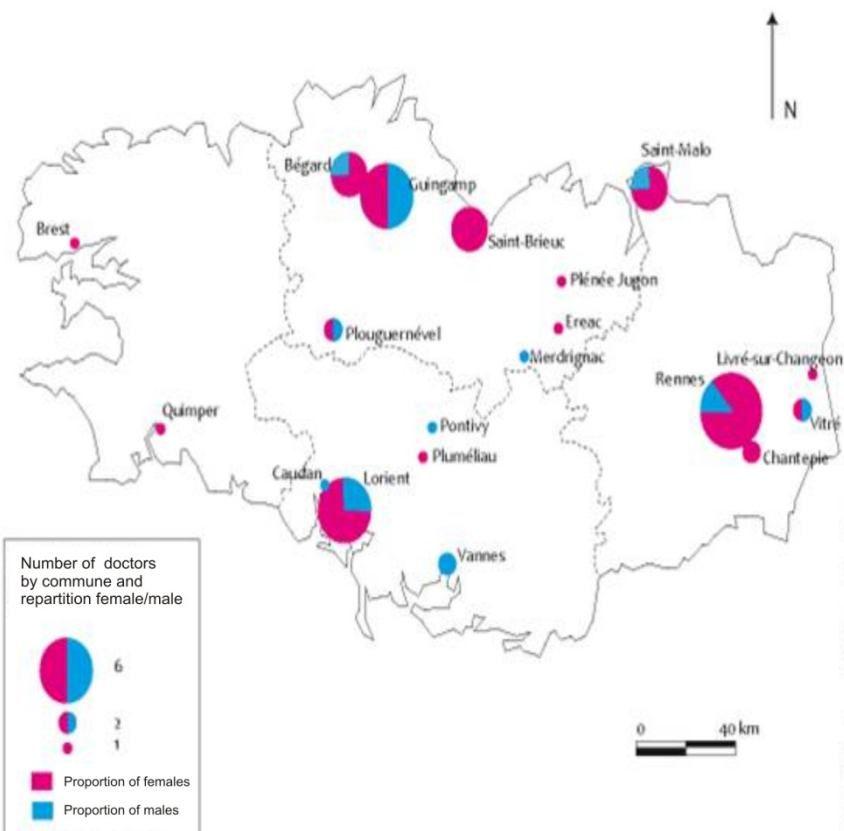 N
Saint-Malo
Bégard
Guingamp
Brest
Saint-Brieuc
Plénée Jugon
Ereac
Plouguernével
Merdrignac
Livré-sur-Changeon
Rennes
Quimper
Pontivy
Vitré
Pluméliau
Chantepie
Caudan
Lorient
Vannes
Number of doctors
by commune and
repartition female/male
6
2
1
Proportion of females
Proportion of males
0 40 km